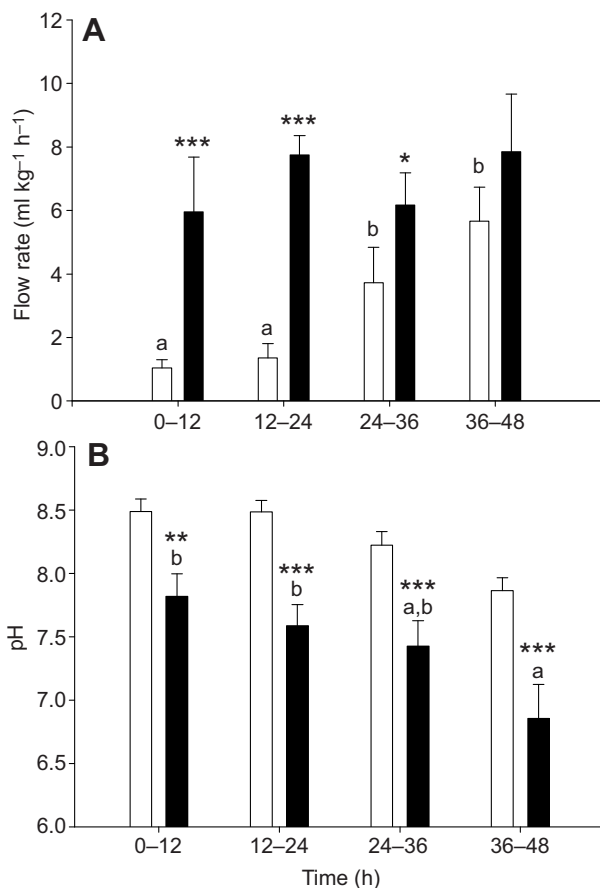 A
Flow rate (ml kg⁻¹ h⁻¹)
12
10
8
6
4
2
0
a
***
a
***
b
*
b
0–12
12–24
24–36
36–48
B
pH
9.0
8.5
8.0
7.5
7.0
6.5
6.0
**
b
***
b
***
a,b
***
a
0–12
12–24
24–36
36–48
Time (h)